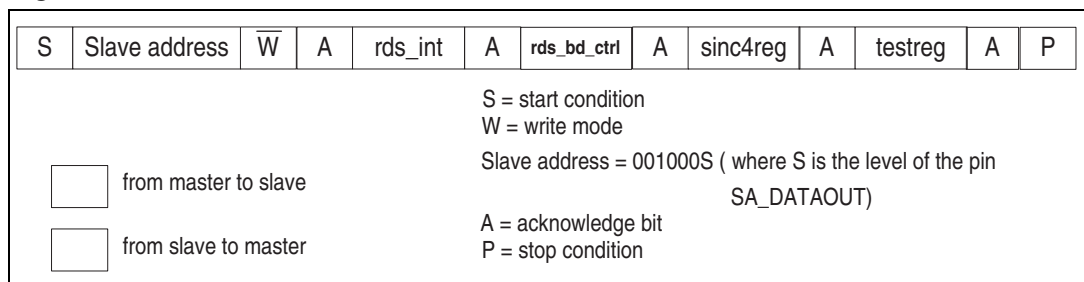 S Slave address W̅ A rds_int A rds_bd_ctrl A sinc4reg A testreg A P
S = start condition
W = write mode
Slave address = 001000S ( where S is the level of the pin
SA_DATAOUT)
from master to slave
A = acknowledge bit
from slave to master
P = stop condition